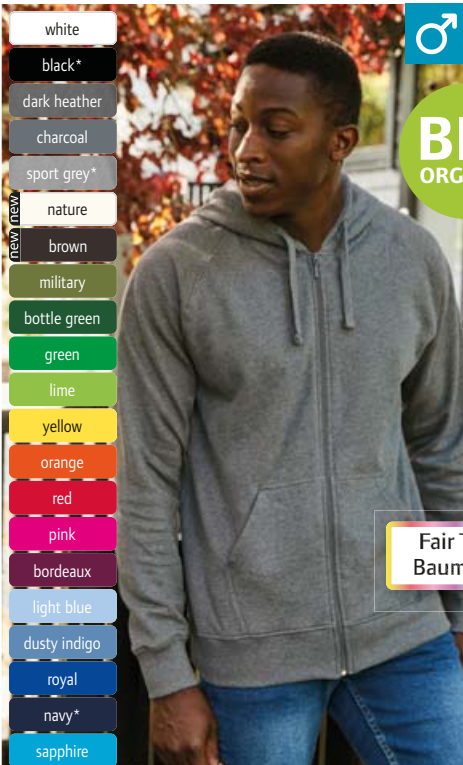 white
black*
dark heather
charcoal
sport grey*
new
nature
new
brown
military
bottle green
green
lime
yellow
orange
red
pink
bordeaux
light blue
dusty indigo
royal
navy*
sapphire
ORG
Fair
Baum